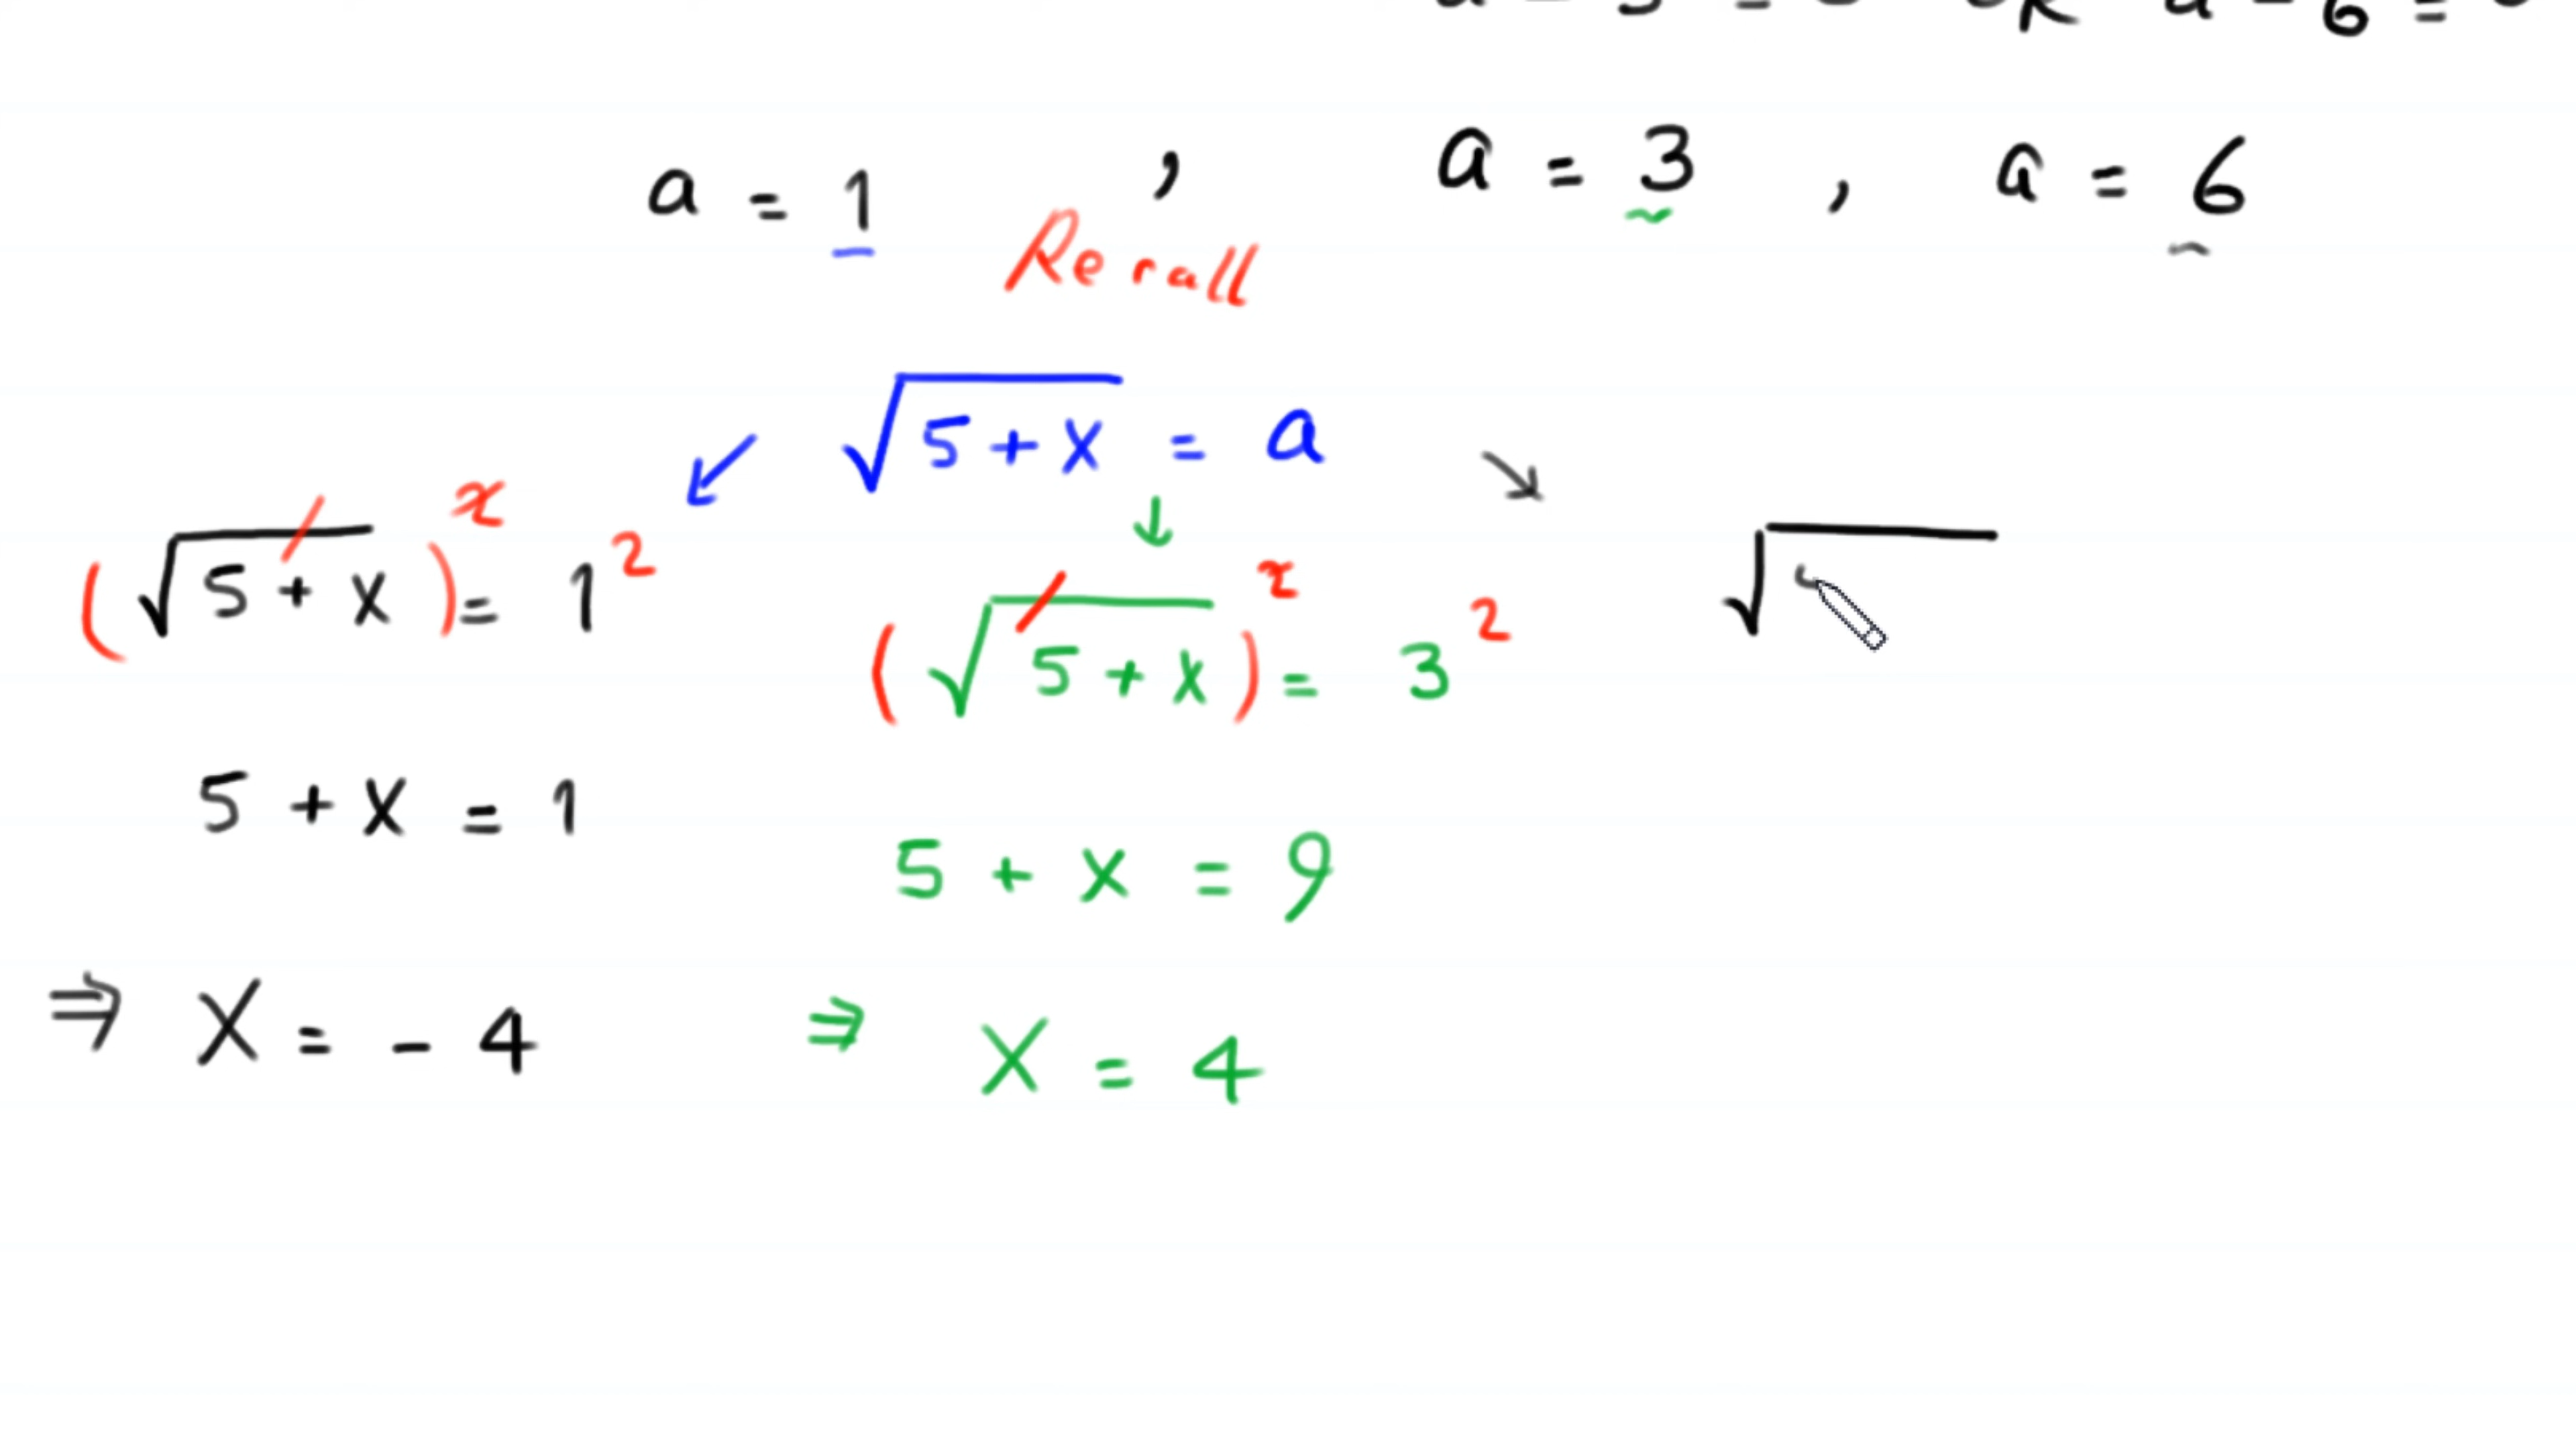 a = 1 , a = 3 , a = 6
Recall
√(5 + x) = a
(√(5 + x))² = 1²
(√(5 + x))² = 3²
5 + x = 1
5 + x = 9
⇒ x = - 4
⇒ x = 4